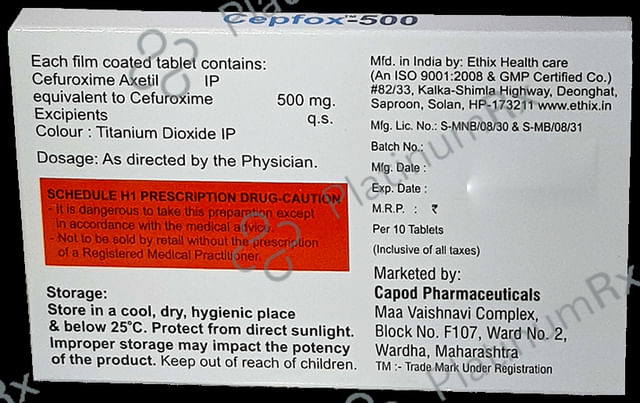 Cepfox™-500
Each film coated tablet contains:
Cefuroxime Axetil IP
equivalent to Cefuroxime 500 mg.
Excipients q.s.
Colour : Titanium Dioxide IP
Dosage: As directed by the Physician.
SCHEDULE H1 PRESCRIPTION DRUG-CAUTION
- it is dangerous to take this preparation except
in accordance with the medical advice.
- Not to be sold by retail without the prescription
of a Registered Medical Practitioner.
Storage:
Store in a cool, dry, hygienic place
& below 25°C. Protect from direct sunlight.
Improper storage may impact the potency
of the product. Keep out of reach of children.
Mfd. in India by: Ethix Health care
(An ISO 9001:2008 & GMP Certified Co.)
#82/33, Kalka-Shimla Highway, Deonghat,
Saproon, Solan, HP-173211 www.ethix.in
Mfg. Lic. No.: S-MNB/08/30 & S-MB/08/31
Batch No.:
Mfg. Date :
Exp. Date :
M.R.P. : ₹
Per 10 Tablets
(Inclusive of all taxes)
Marketed by:
Capod Pharmaceuticals
Maa Vaishnavi Complex,
Block No. F107, Ward No. 2,
Wardha, Maharashtra
TM :- Trade Mark Under Registration
PlatinumRx
PlatinumRx
Rx